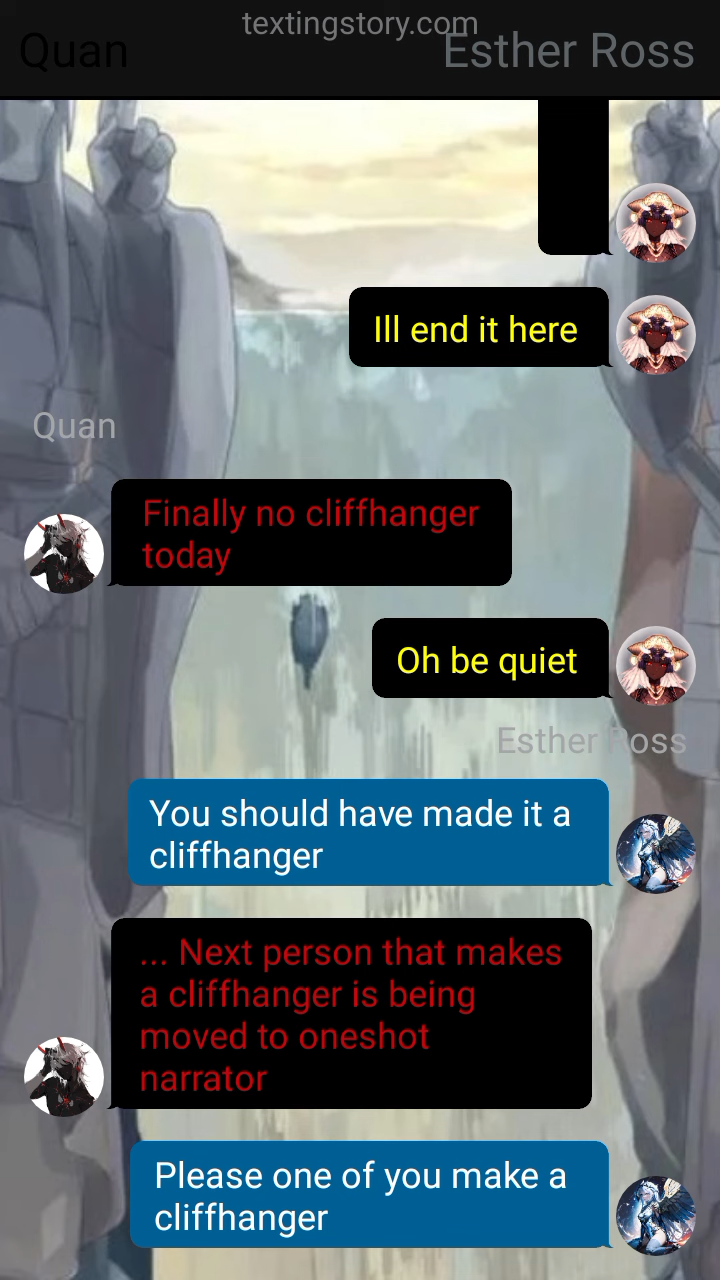 textingstory.com
Quan
Esther Ross
Ill end it here
Quan
Finally no cliffhanger
today
Oh be quiet
Esther Ross
You should have made it a
cliffhanger
... Next person that makes
a cliffhanger is being
moved to oneshot
narrator
Please one of you make a
cliffhanger